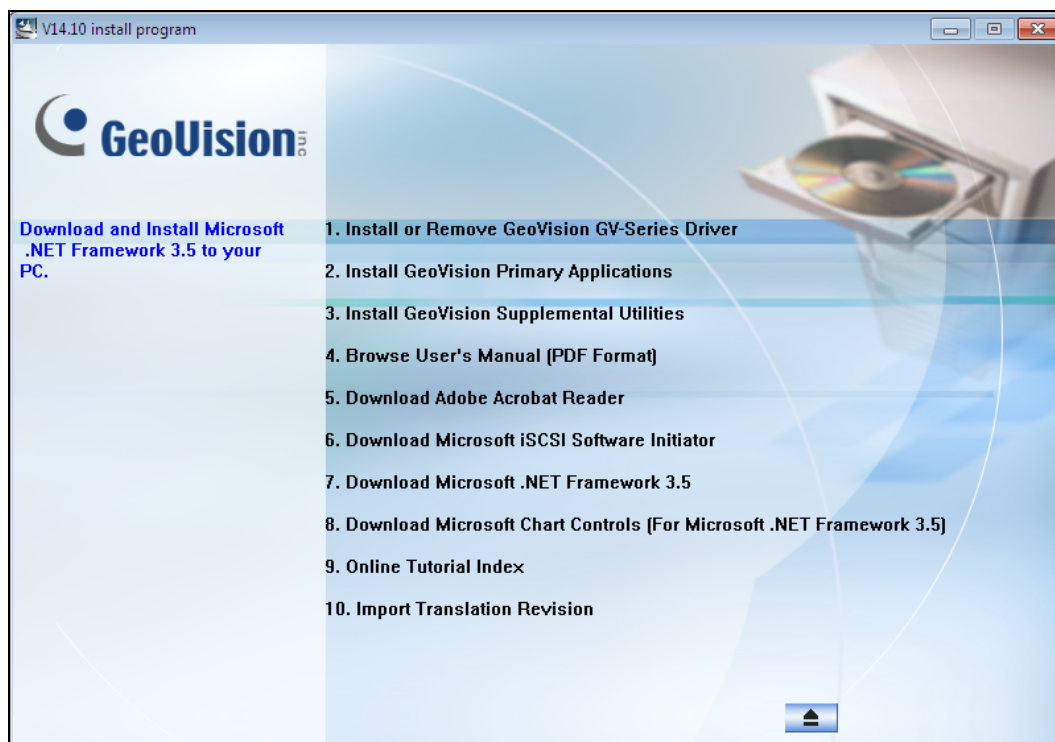 V14.10 install program
GeoVision inc
Download and Install Microsoft
.NET Framework 3.5 to your
PC.
1. Install or Remove GeoVision GV-Series Driver
2. Install GeoVision Primary Applications
3. Install GeoVision Supplemental Utilities
4. Browse User's Manual (PDF Format)
5. Download Adobe Acrobat Reader
6. Download Microsoft iSCSI Software Initiator
7. Download Microsoft .NET Framework 3.5
8. Download Microsoft Chart Controls (For Microsoft .NET Framework 3.5)
9. Online Tutorial Index
10. Import Translation Revision